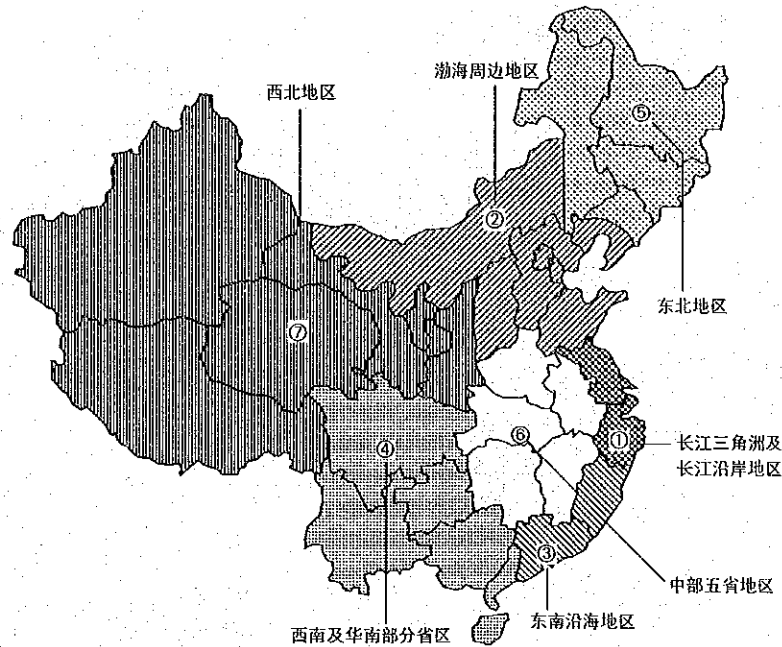 渤海周边地区
西北地区
⑤
②
东北地区
⑦
①
长江三角洲及
长江沿岸地区
⑥
④
③
中部五省地区
东南沿海地区
西南及华南部分省区